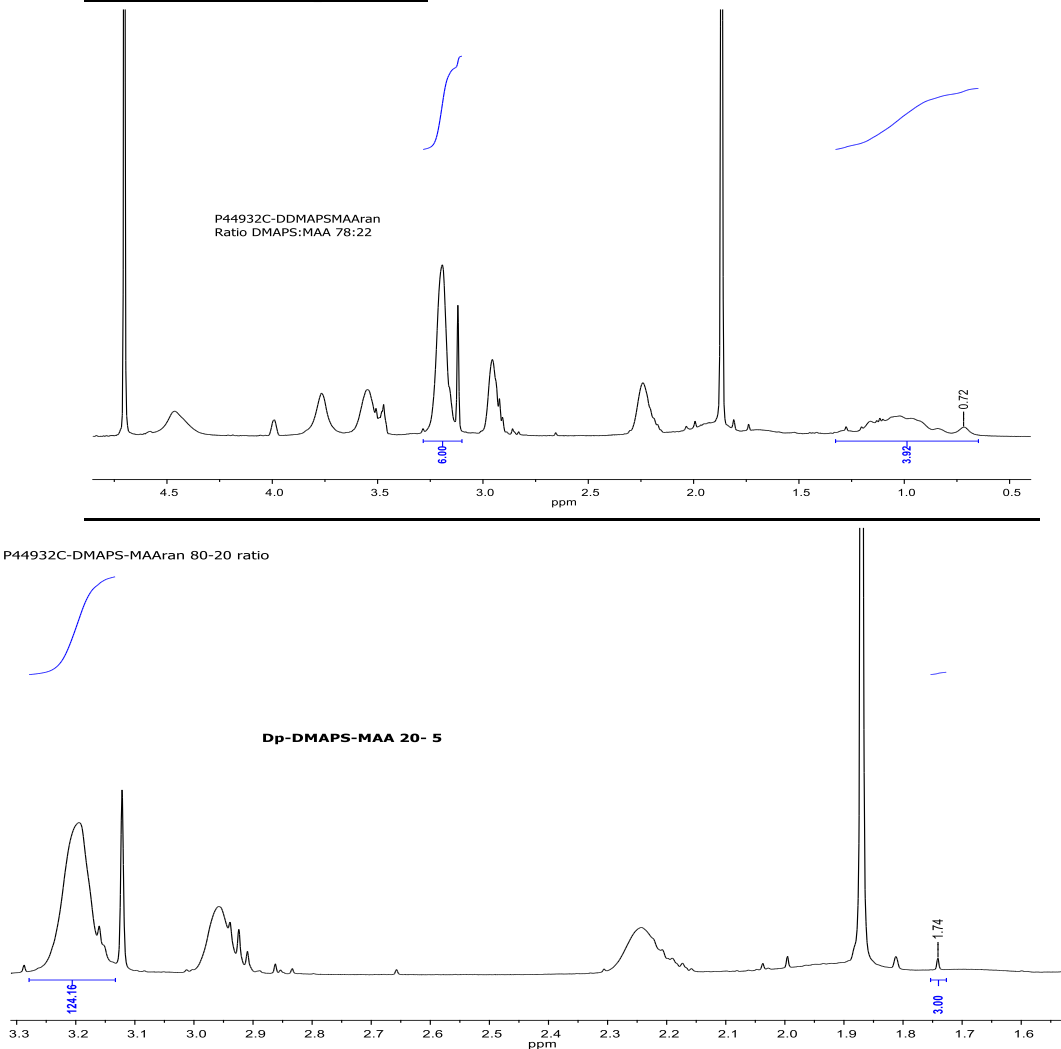 P44932C-DDMAPSMAAran
Ratio DMAPS:MAA 78:22
0.72
6.00
3.92
4.5 4.0 3.5 3.0 2.5 2.0 1.5 1.0 0.5
ppm
P44932C-DMAPS-MAAran 80-20 ratio
Dp-DMAPS-MAA 20- 5
1.74
124.16
3.00
3.3 3.2 3.1 3.0 2.9 2.8 2.7 2.6 2.5 2.4 2.3 2.2 2.1 2.0 1.9 1.8 1.7 1.6
ppm